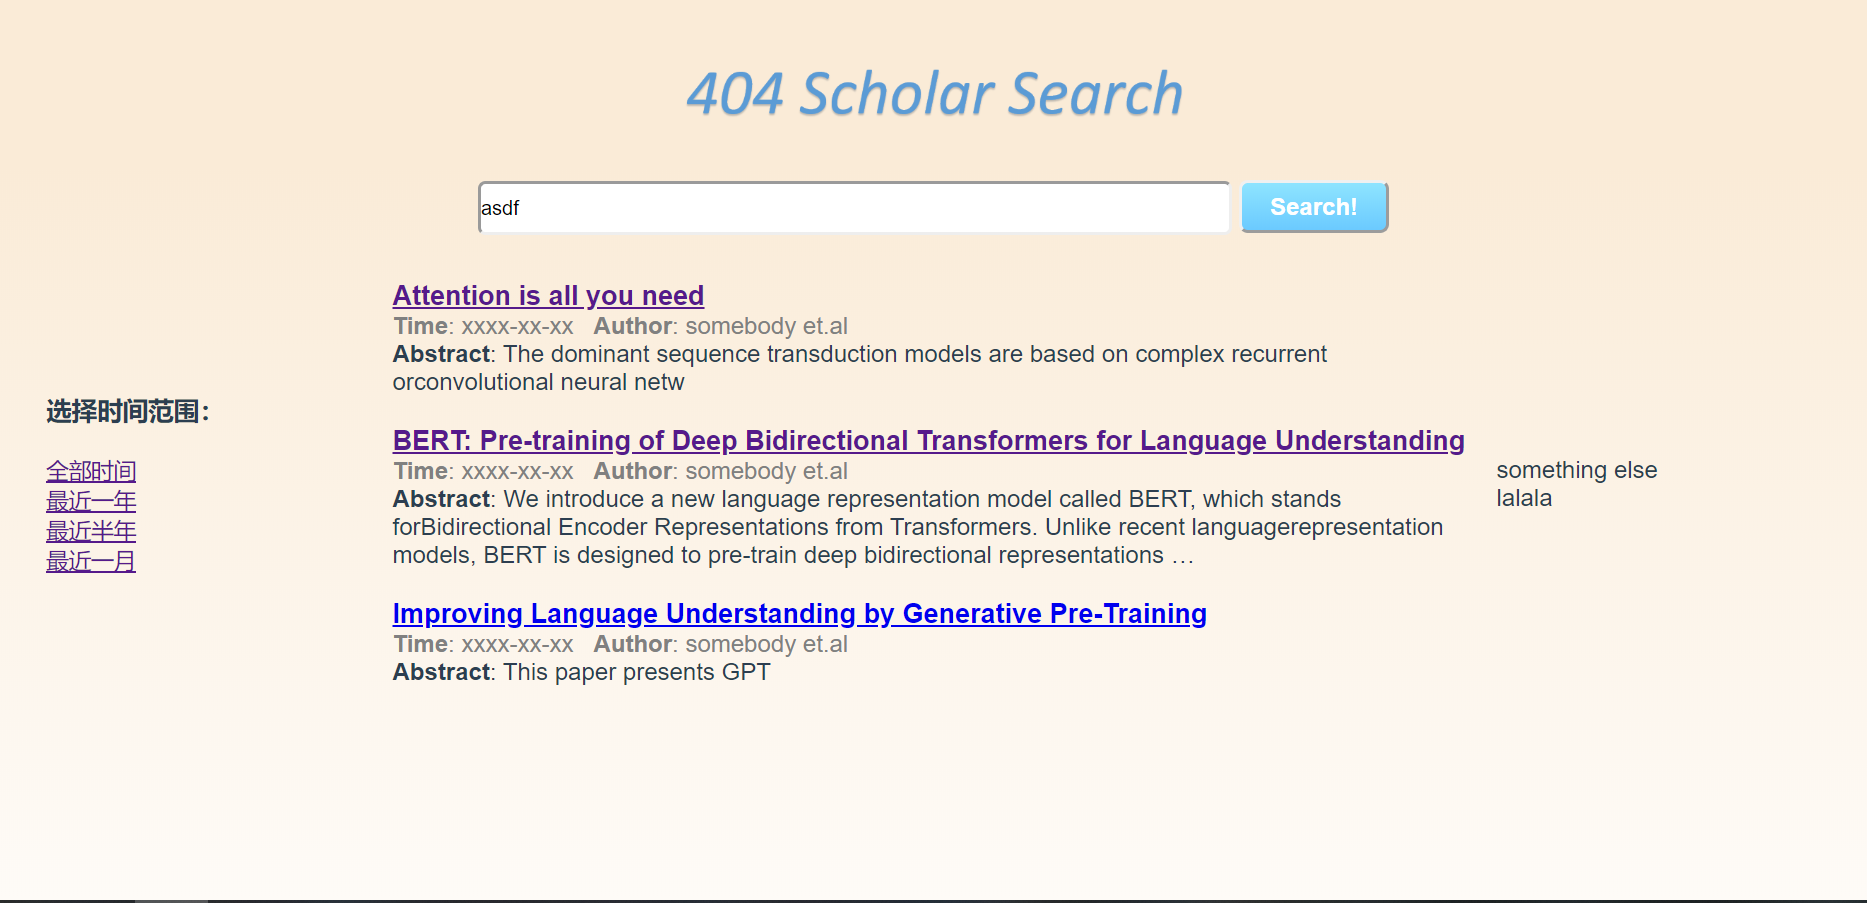 404 Scholar Search
asdf
Search!
选择时间范围：
全部时间
最近一年
最近半年
最近一月
Attention is all you need
Time: xxxx-xx-xx Author: somebody et.al
Abstract: The dominant sequence transduction models are based on complex recurrent
orconvolutional neural netw
BERT: Pre-training of Deep Bidirectional Transformers for Language Understanding
Time: xxxx-xx-xx Author: somebody et.al
Abstract: We introduce a new language representation model called BERT, which stands
forBidirectional Encoder Representations from Transformers. Unlike recent languagerepresentation
models, BERT is designed to pre-train deep bidirectional representations …
Improving Language Understanding by Generative Pre-Training
Time: xxxx-xx-xx Author: somebody et.al
Abstract: This paper presents GPT
something else
lalala